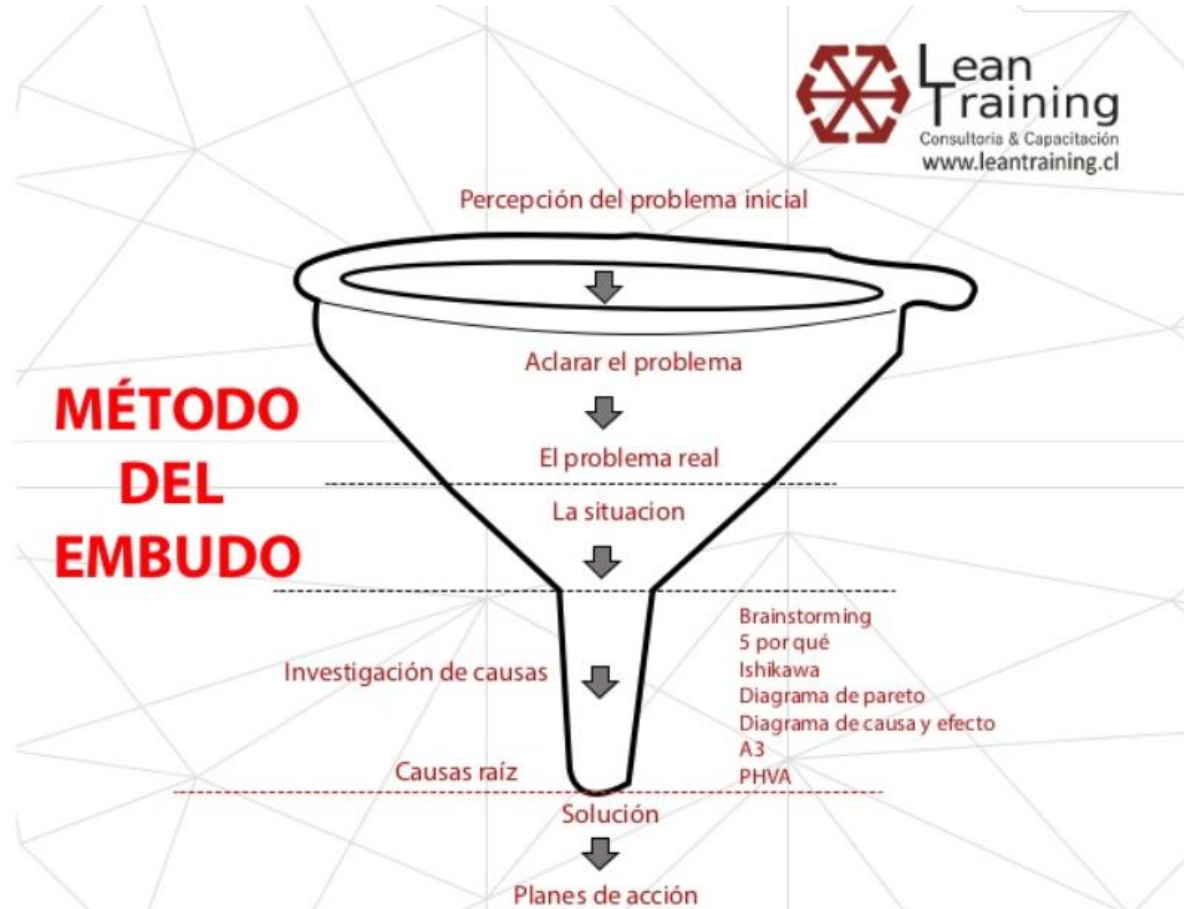 Lean
Training
Consultoria & Capacitación
www.leantraining.cl
Percepción del problema inicial
Aclarar el problema
MÉTODO
DEL
EMBUDO
El problema real
La situacion
Investigación de causas
Brainstorming
5 por qué
Ishikawa
Diagrama de pareto
Diagrama de causa y efecto
A3
PHVA
Causas raíz
Solución
Planes de acción